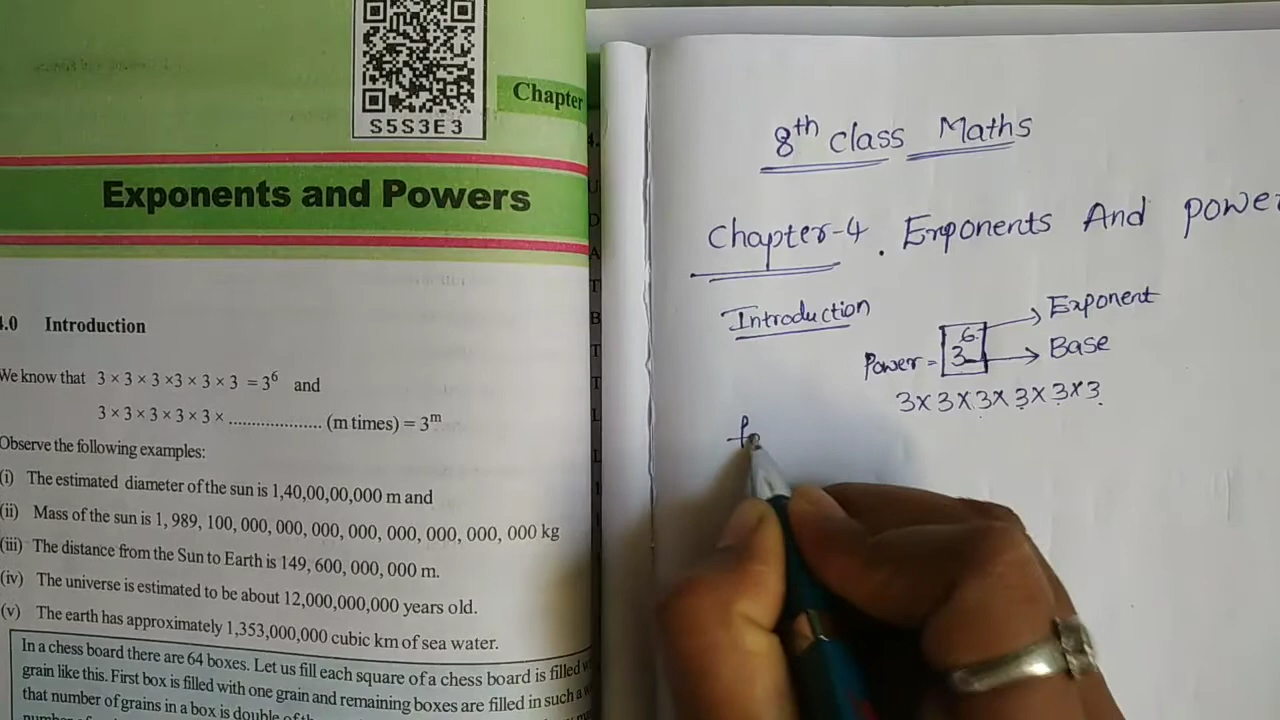 S5S3E3
Chapter
Exponents and Powers
4.0 Introduction
We know that 3 × 3 × 3 ×3 × 3 × 3 = 3⁶ and
3 × 3 × 3 × 3 × 3 × .................... (m times) = 3ᵐ
Observe the following examples:
(i) The estimated diameter of the sun is 1,40,00,00,000 m and
(ii) Mass of the sun is 1, 989, 100, 000, 000, 000, 000, 000, 000, 000, 000 kg
(iii) The distance from the Sun to Earth is 149, 600, 000, 000 m.
(iv) The universe is estimated to be about 12,000,000,000 years old.
(v) The earth has approximately 1,353,000,000 cubic km of sea water.
In a chess board there are 64 boxes. Let us fill each square of a chess board is filled
grain like this. First box is filled with one grain and remaining boxes are filled in such a
that number of grains in a box is double of
8th class Maths
Chapter-4. Exponents And power
Introduction
Exponent
Power = 3⁶
Base
3×3×3×3×3×3